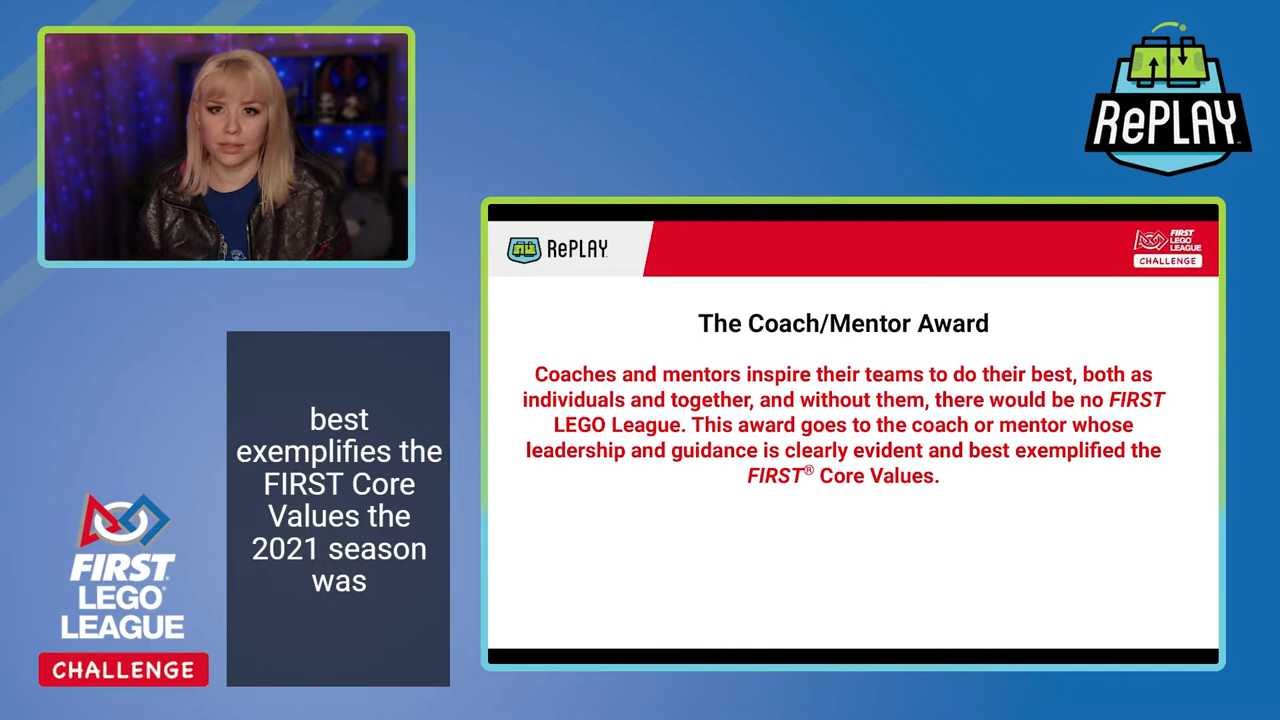 RePLAY
RePLAY
FIRST
LEGO
LEAGUE
CHALLENGE
The Coach/Mentor Award
Coaches and mentors inspire their teams to do their best, both as
individuals and together, and without them, there would be no FIRST
LEGO League. This award goes to the coach or mentor whose
leadership and guidance is clearly evident and best exemplified the
FIRST® Core Values.
best
exemplifies the
FIRST Core
Values the
2021 season
was
FIRST®
LEGO®
LEAGUE
CHALLENGE